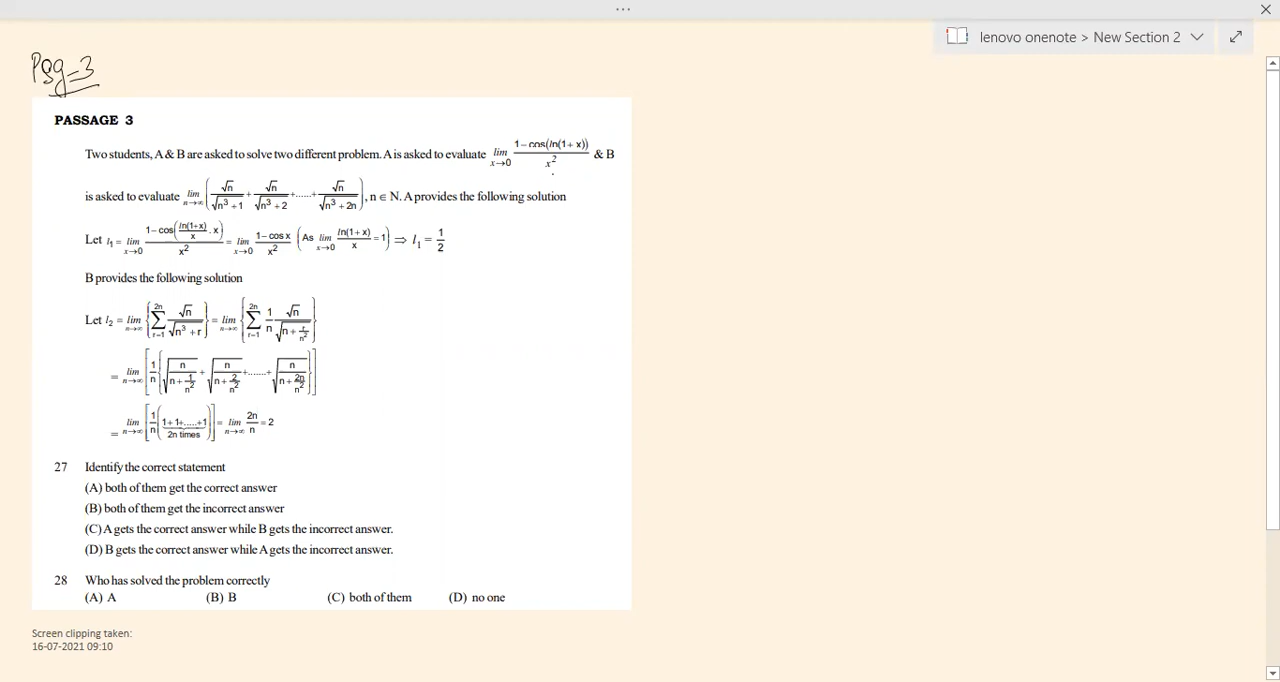 lenovo onenote > New Section 2
Psg-3
PASSAGE 3
Two students, A & B are asked to solve two different problem. A is asked to evaluate lim x→0 (1 – cos(ln(1 + x)))/x² & B
is asked to evaluate lim n→∞ (√n/√(n³ + 1) + √n/√(n³ + 2) + ...... + √n/√(n³ + 2n)), n ∈ N. A provides the following solution
Let l₁ = lim x→0 (1 – cos(ln(1+x)/x . x))/x² = lim x→0 (1 – cos x)/x² (As lim x→0 ln(1 + x)/x = 1) ⇒ l₁ = 1/2
B provides the following solution
Let l₂ = lim n→∞ {2n ∑ r–1 √n/√(n³ + r)} = lim n→∞ {2n ∑ r–1 1/n √n/√(n + r/n²)}
= lim n→∞ [1/n {√(n/(n + 1/n²)) + √(n/(n + 2/n²)) + ....... + √(n/(n + 2n/n²))}]
= lim n→∞ [1/n (1 + 1 + ..... + 1 2n times)] = lim n→∞ 2n/n = 2
27 Identify the correct statement
(A) both of them get the correct answer
(B) both of them get the incorrect answer
(C) A gets the correct answer while B gets the incorrect answer.
(D) B gets the correct answer while A gets the incorrect answer.
28 Who has solved the problem correctly
(A) A (B) B (C) both of them (D) no one
Screen clipping taken:
16-07-2021 09:10